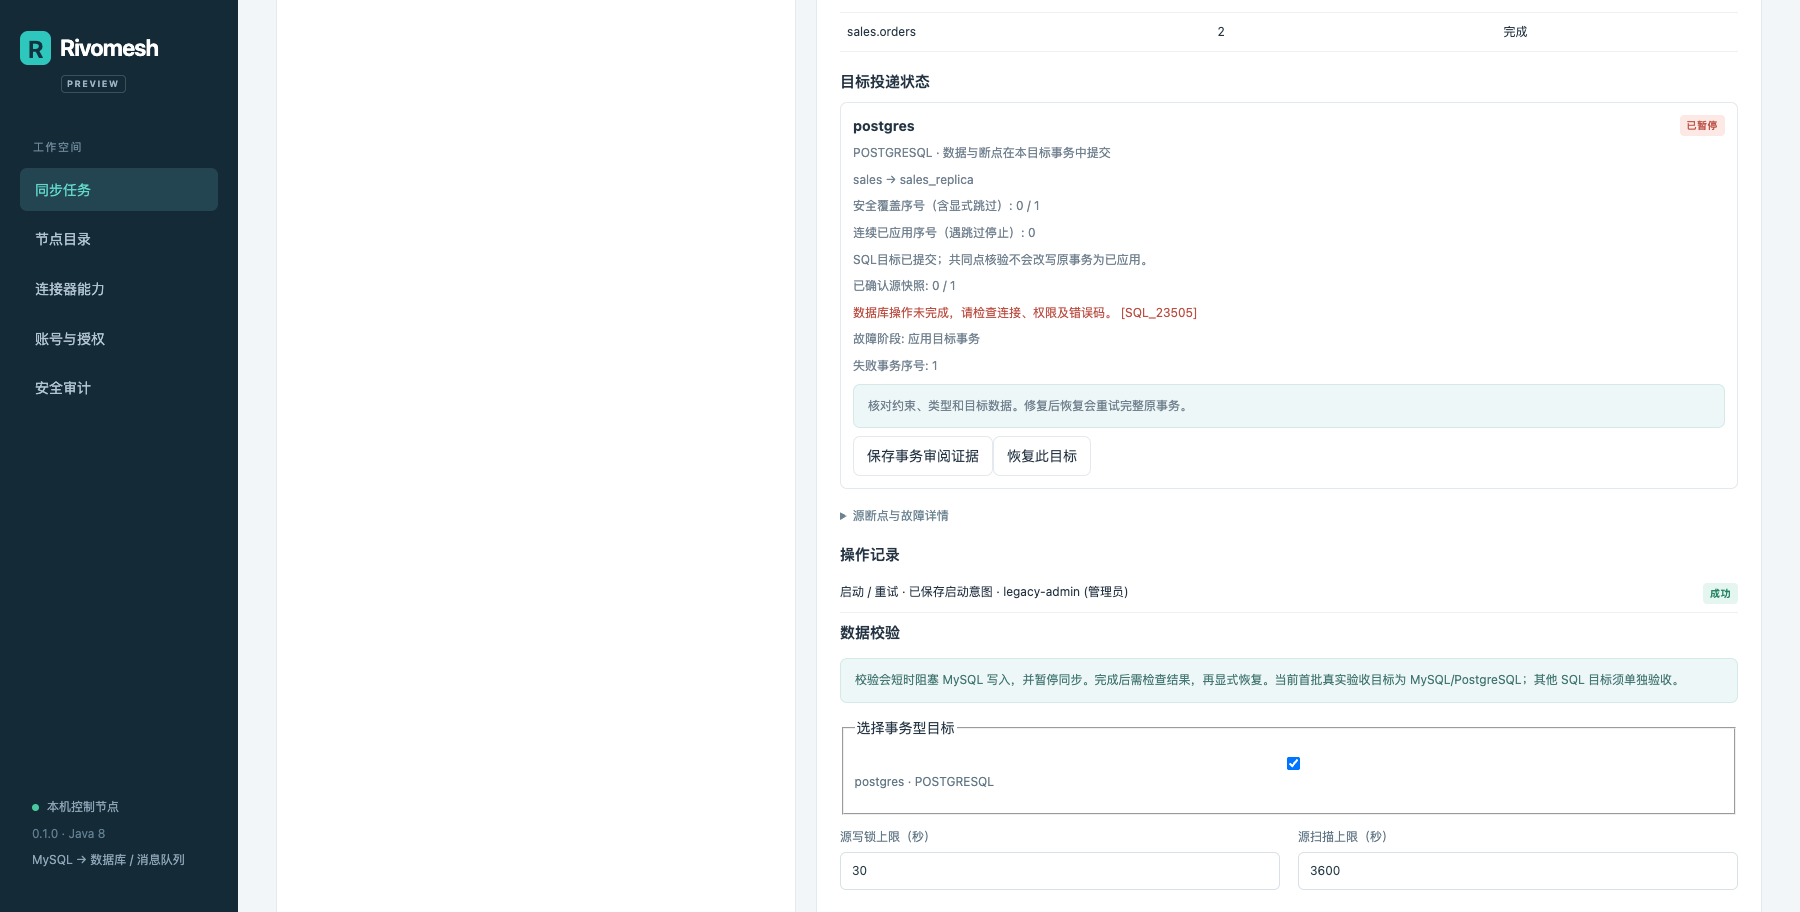 R Rivomesh
PREVIEW
工作空间
同步任务
节点目录
连接器能力
账号与授权
安全审计
本机控制节点
0.1.0 · Java 8
MySQL → 数据库 / 消息队列
sales.orders 2 完成
目标投递状态
postgres 已暂停
POSTGRESQL · 数据与断点在本目标事务中提交
sales → sales_replica
安全覆盖序号（含显式跳过）: 0 / 1
连续已应用序号（遇跳过停止）: 0
SQL目标已提交；共同点核验不会改写原事务为已应用。
已确认源快照: 0 / 1
数据库操作未完成，请检查连接、权限及错误码。 [SQL_23505]
故障阶段: 应用目标事务
失败事务序号: 1
核对约束、类型和目标数据。修复后恢复会重试完整原事务。
保存事务审阅证据 恢复此目标
源断点与故障详情
操作记录
启动 / 重试 · 已保存启动意图 · legacy-admin (管理员) 成功
数据校验
校验会短时阻塞 MySQL 写入，并暂停同步。完成后需检查结果，再显式恢复。当前首批真实验收目标为 MySQL/PostgreSQL；其他 SQL 目标须单独验收。
选择事务型目标
postgres · POSTGRESQL
源写锁上限（秒） 源扫描上限（秒）
30 3600